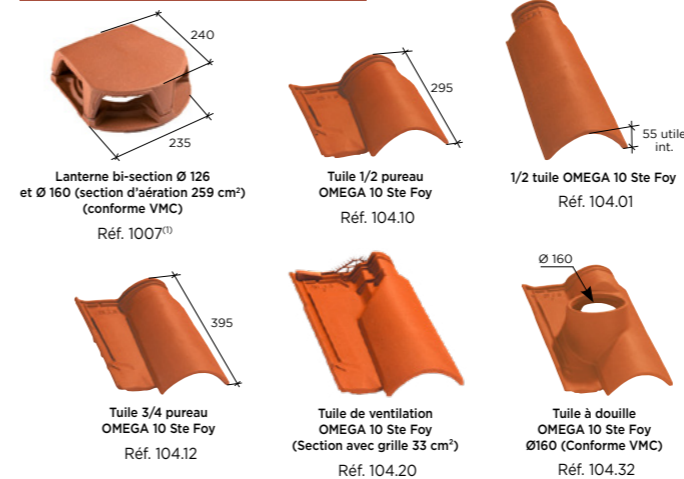 240
235
Lanterne bi-section Ø 126
et Ø 160 (section d'aération 259 cm²)
(conforme VMC)
Réf. 1007⁽¹⁾
295
Tuile 1/2 pureau
OMEGA 10 Ste Foy
Réf. 104.10
55 utile
int.
1/2 tuile OMEGA 10 Ste Foy
Réf. 104.01
395
Tuile 3/4 pureau
OMEGA 10 Ste Foy
Réf. 104.12
Tuile de ventilation
OMEGA 10 Ste Foy
(Section avec grille 33 cm²)
Réf. 104.20
Ø 160
Tuile à douille
OMEGA 10 Ste Foy
Ø160 (Conforme VMC)
Réf. 104.32